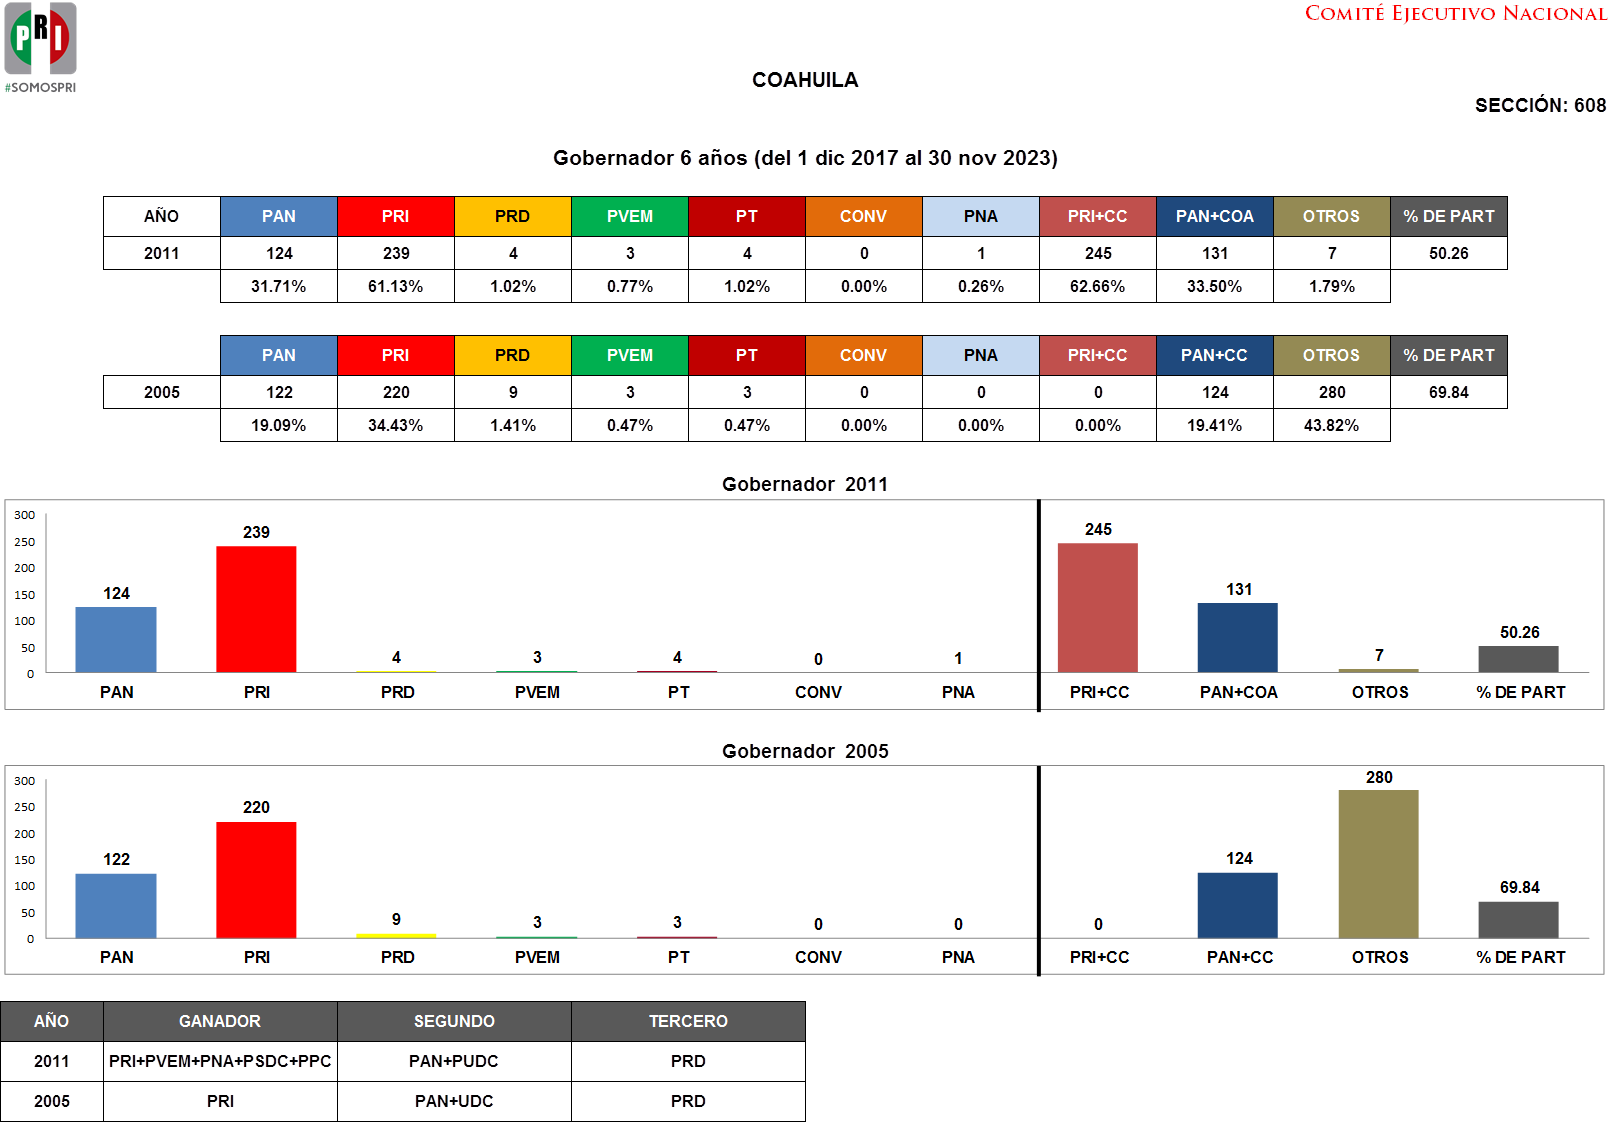 PRI
#SOMOSPRI
COMITÉ EJECUTIVO NACIONAL
COAHUILA
SECCIÓN: 608
Gobernador 6 años (del 1 dic 2017 al 30 nov 2023)
AÑO PAN PRI PRD PVEM PT CONV PNA PRI+CC PAN+COA OTROS % DE PART
2011 124 239 4 3 4 0 1 245 131 7 50.26
31.71% 61.13% 1.02% 0.77% 1.02% 0.00% 0.26% 62.66% 33.50% 1.79%
PAN PRI PRD PVEM PT CONV PNA PRI+CC PAN+CC OTROS % DE PART
2005 122 220 9 3 3 0 0 0 124 280 69.84
19.09% 34.43% 1.41% 0.47% 0.47% 0.00% 0.00% 0.00% 19.41% 43.82%
Gobernador 2011
300
250
200
150
100
50
0
124 239 4 3 4 0 1 245 131 7 50.26
PAN PRI PRD PVEM PT CONV PNA PRI+CC PAN+COA OTROS % DE PART
Gobernador 2005
300
250
200
150
100
50
0
122 220 9 3 3 0 0 0 124 280 69.84
PAN PRI PRD PVEM PT CONV PNA PRI+CC PAN+CC OTROS % DE PART
AÑO GANADOR SEGUNDO TERCERO
2011 PRI+PVEM+PNA+PSDC+PPC PAN+PUDC PRD
2005 PRI PAN+UDC PRD